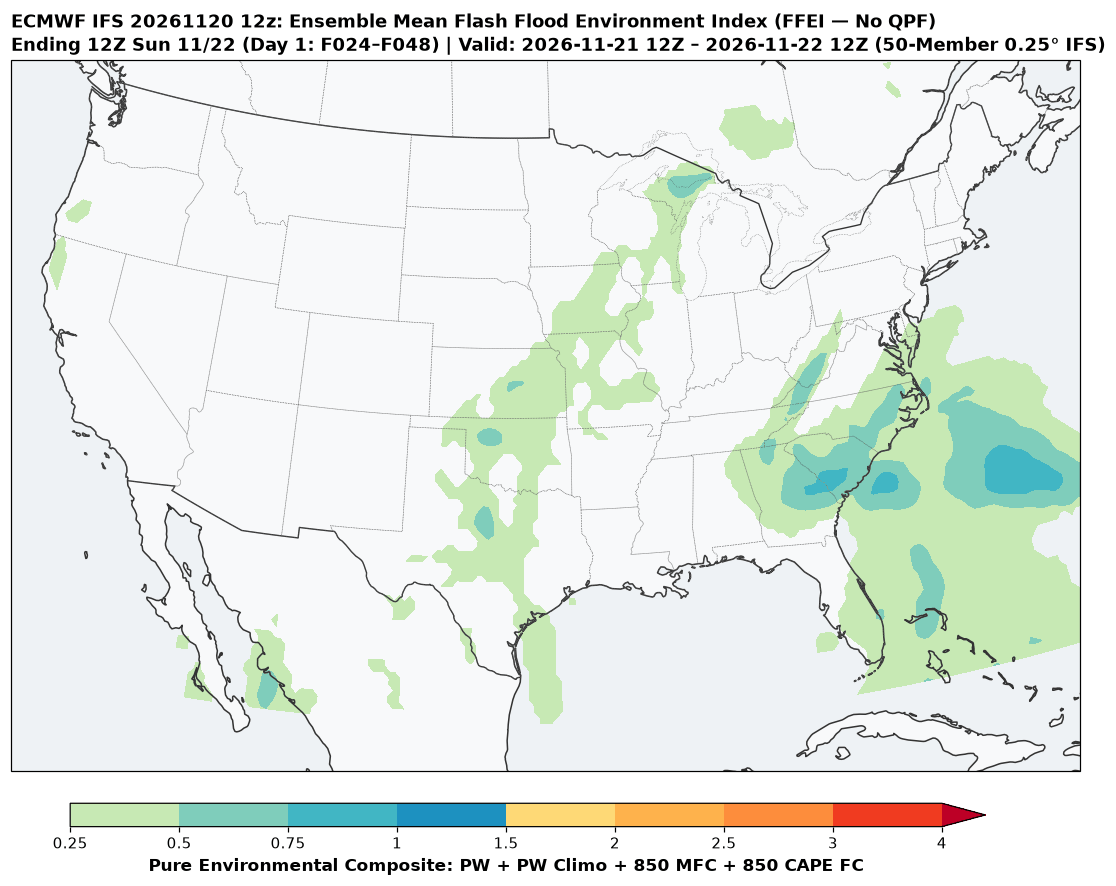 ECMWF IFS 20261120 12z: Ensemble Mean Flash Flood Environment Index (FFEI — No QPF)
Ending 12Z Sun 11/22 (Day 1: F024–F048) | Valid: 2026-11-21 12Z – 2026-11-22 12Z (50-Member 0.25° IFS)
0.25 0.5 0.75 1 1.5 2 2.5 3 4
Pure Environmental Composite: PW + PW Climo + 850 MFC + 850 CAPE FC